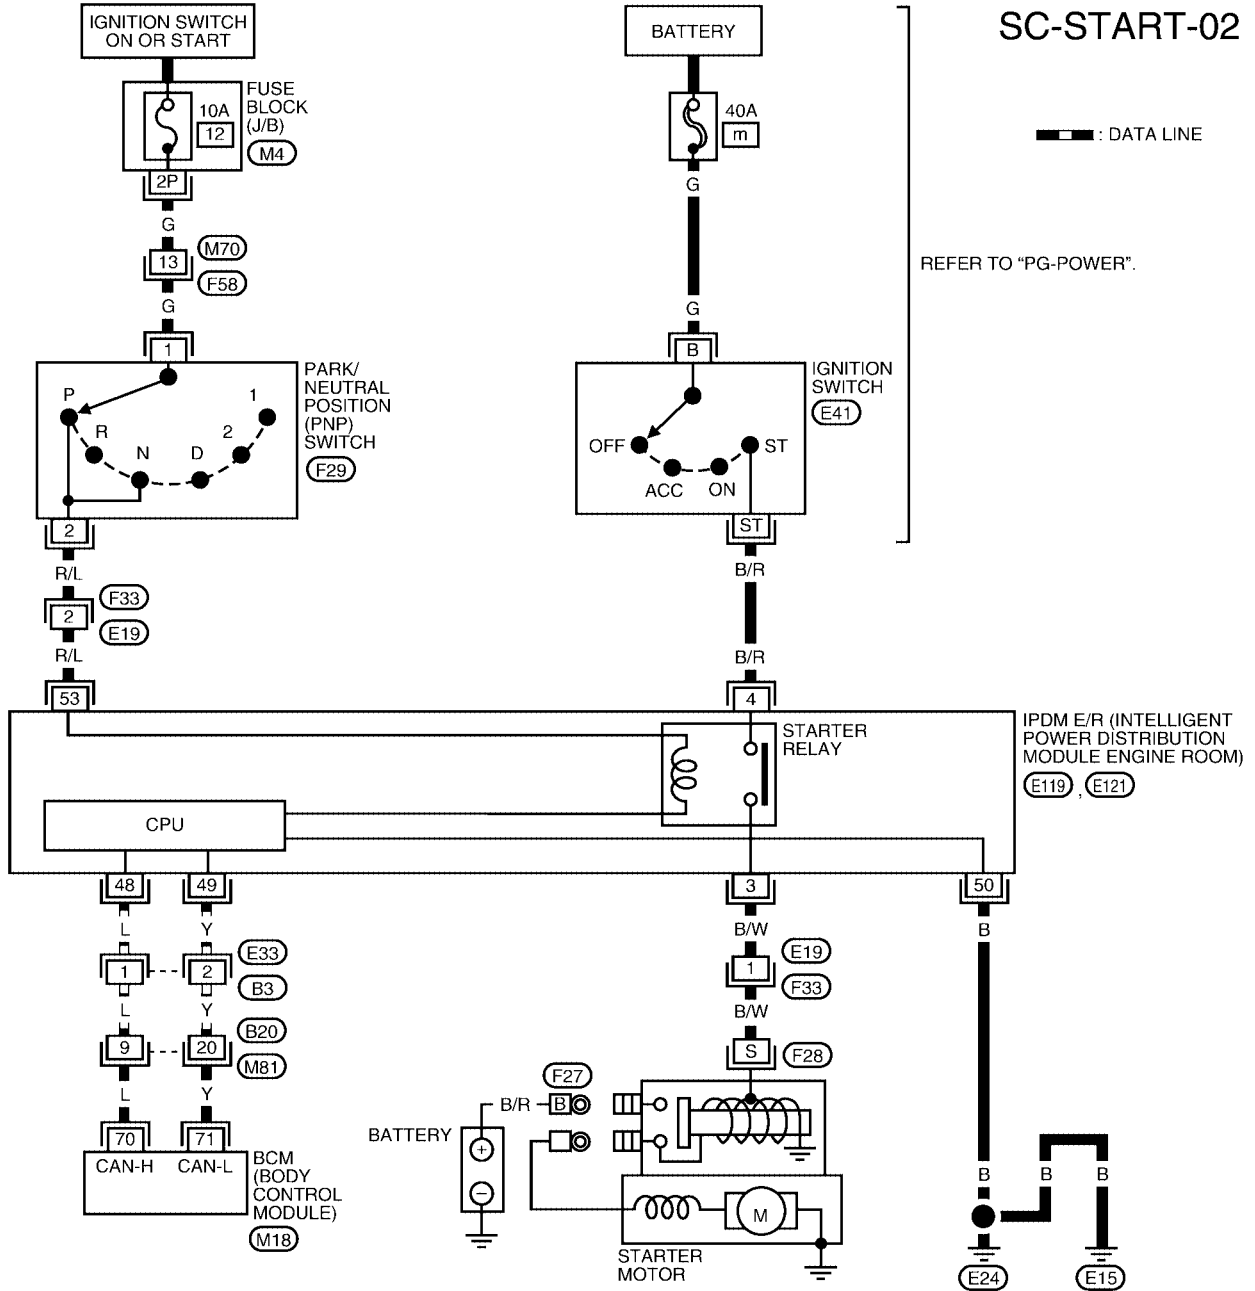 SC-START-02
IGNITION SWITCH
ON OR START
BATTERY
FUSE
BLOCK
(J/B)
M4
10A
12
40A
m
: DATA LINE
2P
G
G
M70
13
F58
REFER TO “PG-POWER”.
G
G
1
B
PARK/
NEUTRAL
POSITION
(PNP)
SWITCH
F29
P
R
N
D
2
1
IGNITION
SWITCH
E41
OFF
ACC
ON
ST
2
ST
R/L
B/R
F33
2
E19
R/L
B/R
53
4
STARTER
RELAY
IPDM E/R (INTELLIGENT
POWER DISTRIBUTION
MODULE ENGINE ROOM)
E119 , E121
CPU
48
49
3
50
L
Y
B/W
B
E33
1
2
B3
E19
1
F33
L
Y
B/W
B20
9
20
M81
S
F28
L
Y
F27
B/R
B
70
71
BATTERY
+
−
CAN-H
CAN-L
BCM
(BODY
CONTROL
MODULE)
M18
M
STARTER
MOTOR
B
B
B
E24
E15